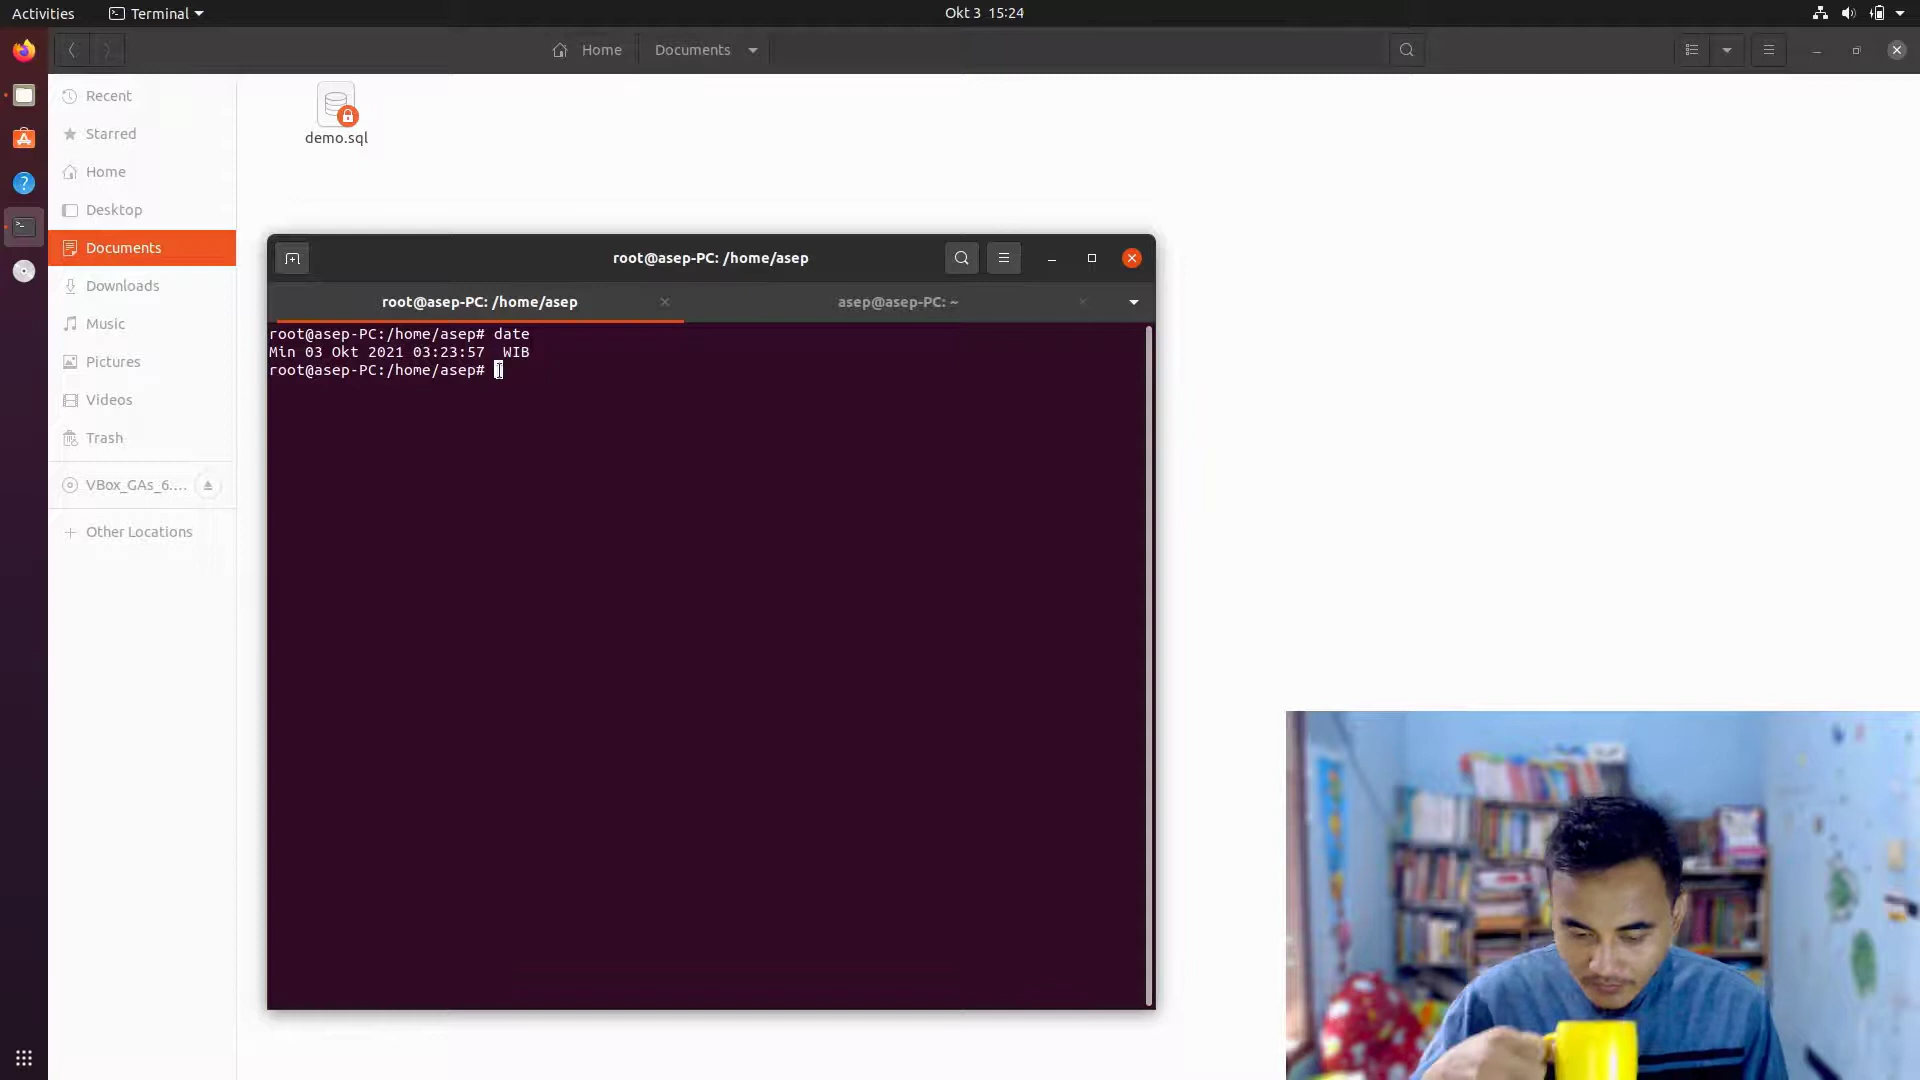 Activities
Terminal
Okt 3 15:24
Home
Documents
Recent
Starred
Home
Desktop
Documents
Downloads
Music
Pictures
Videos
Trash
VBox_GAs_6....
Other Locations
demo.sql
root@asep-PC: /home/asep
root@asep-PC: /home/asep
asep@asep-PC: ~
root@asep-PC:/home/asep# date
Min 03 Okt 2021 03:23:57  WIB
root@asep-PC:/home/asep#